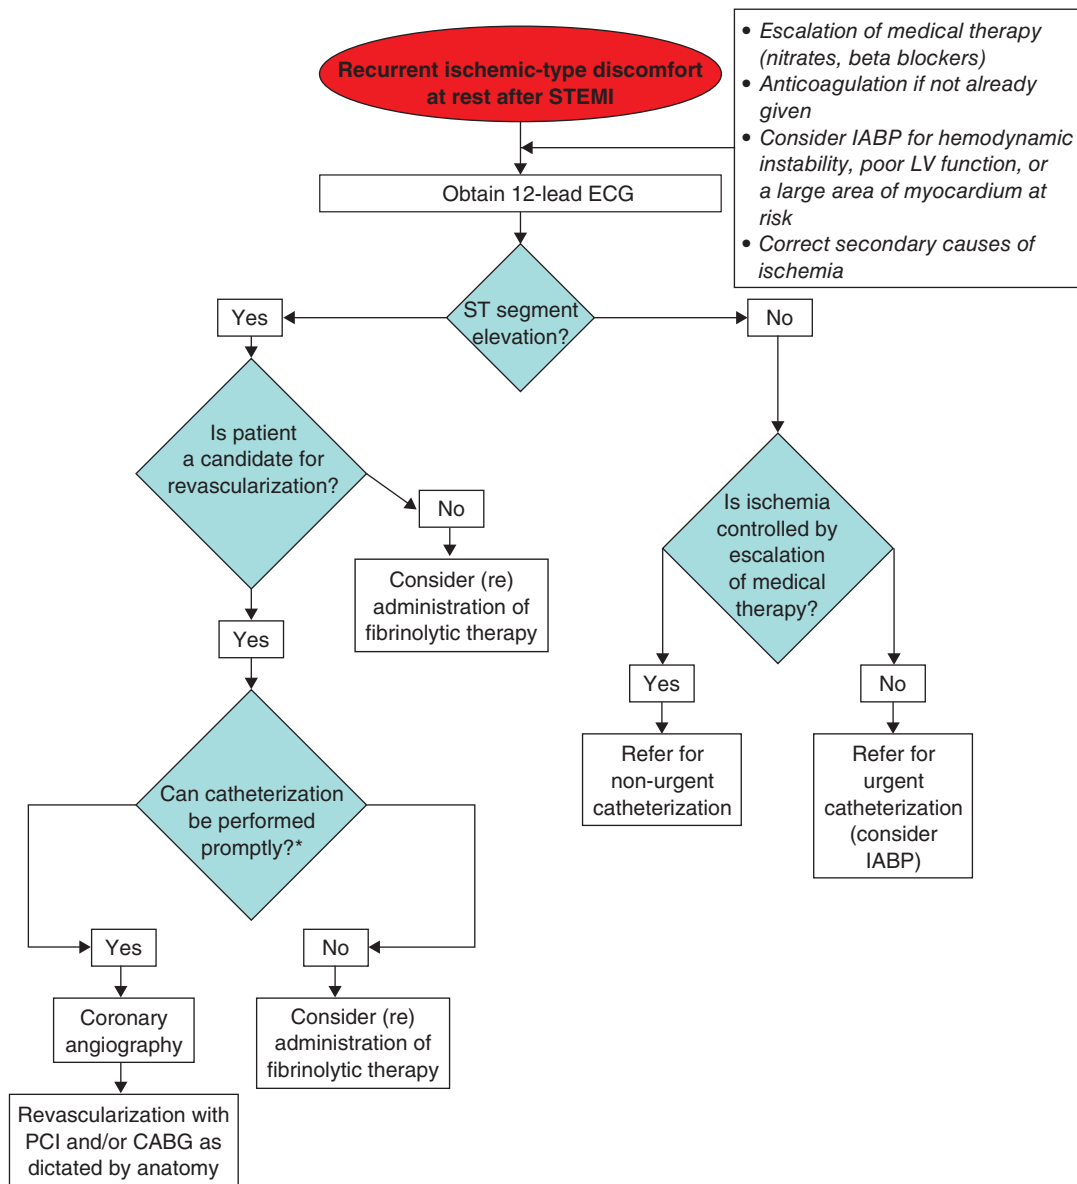 Recurrent ischemic-type discomfort
at rest after STEMI
• Escalation of medical therapy
(nitrates, beta blockers)
• Anticoagulation if not already
given
• Consider IABP for hemodynamic
instability, poor LV function, or
a large area of myocardium at
risk
• Correct secondary causes of
ischemia
Obtain 12-lead ECG
ST segment
elevation?
Yes
No
Is patient
a candidate for
revascularization?
No
Consider (re)
administration of
fibrinolytic therapy
Yes
Is ischemia
controlled by
escalation
of medical
therapy?
Yes
Refer for
non-urgent
catheterization
No
Refer for
urgent
catheterization
(consider
IABP)
Can catheterization
be performed
promptly?*
Yes
Coronary
angiography
Revascularization with
PCI and/or CABG as
dictated by anatomy
No
Consider (re)
administration of
fibrinolytic therapy